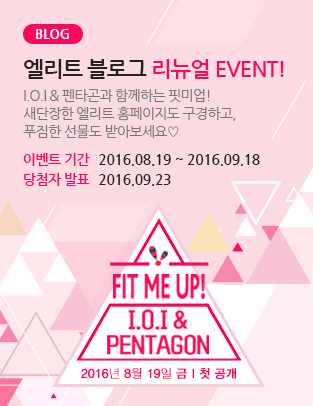 BLOG
엘리트 블로그 리뉴얼 EVENT!
I.O.I & 펜타곤과 함께하는 핏미업!
새단장한 엘리트 홈페이지도 구경하고,
푸짐한 선물도 받아보세요♡
이벤트 기간 2016.08.19 ~ 2016.09.18
당첨자 발표 2016.09.23
FIT ME UP!
I.O.I &
PENTAGON
2016년 8월 19일 금 I 첫 공개